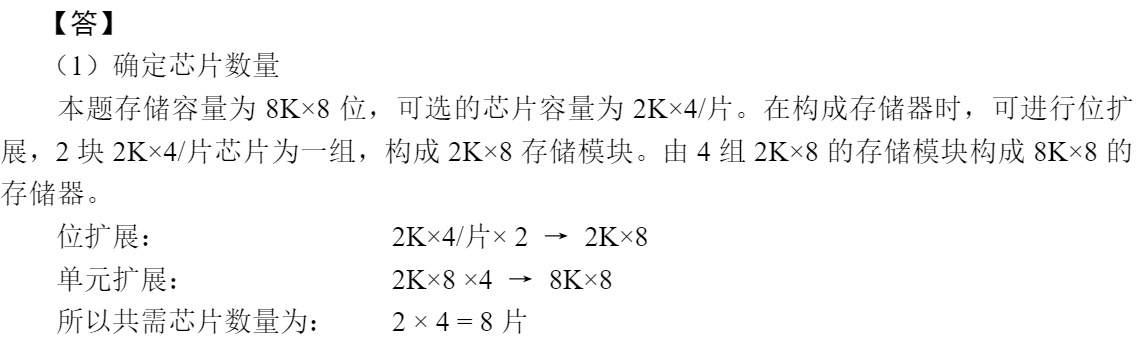 【答】
（1）确定芯片数量
本题存储容量为 8K×8 位，可选的芯片容量为 2K×4/片。在构成存储器时，可进行位扩
展，2 块 2K×4/片芯片为一组，构成 2K×8 存储模块。由 4 组 2K×8 的存储模块构成 8K×8 的
存储器。
位扩展： 2K×4/片× 2 → 2K×8
单元扩展： 2K×8 ×4 → 8K×8
所以共需芯片数量为： 2 × 4 = 8 片